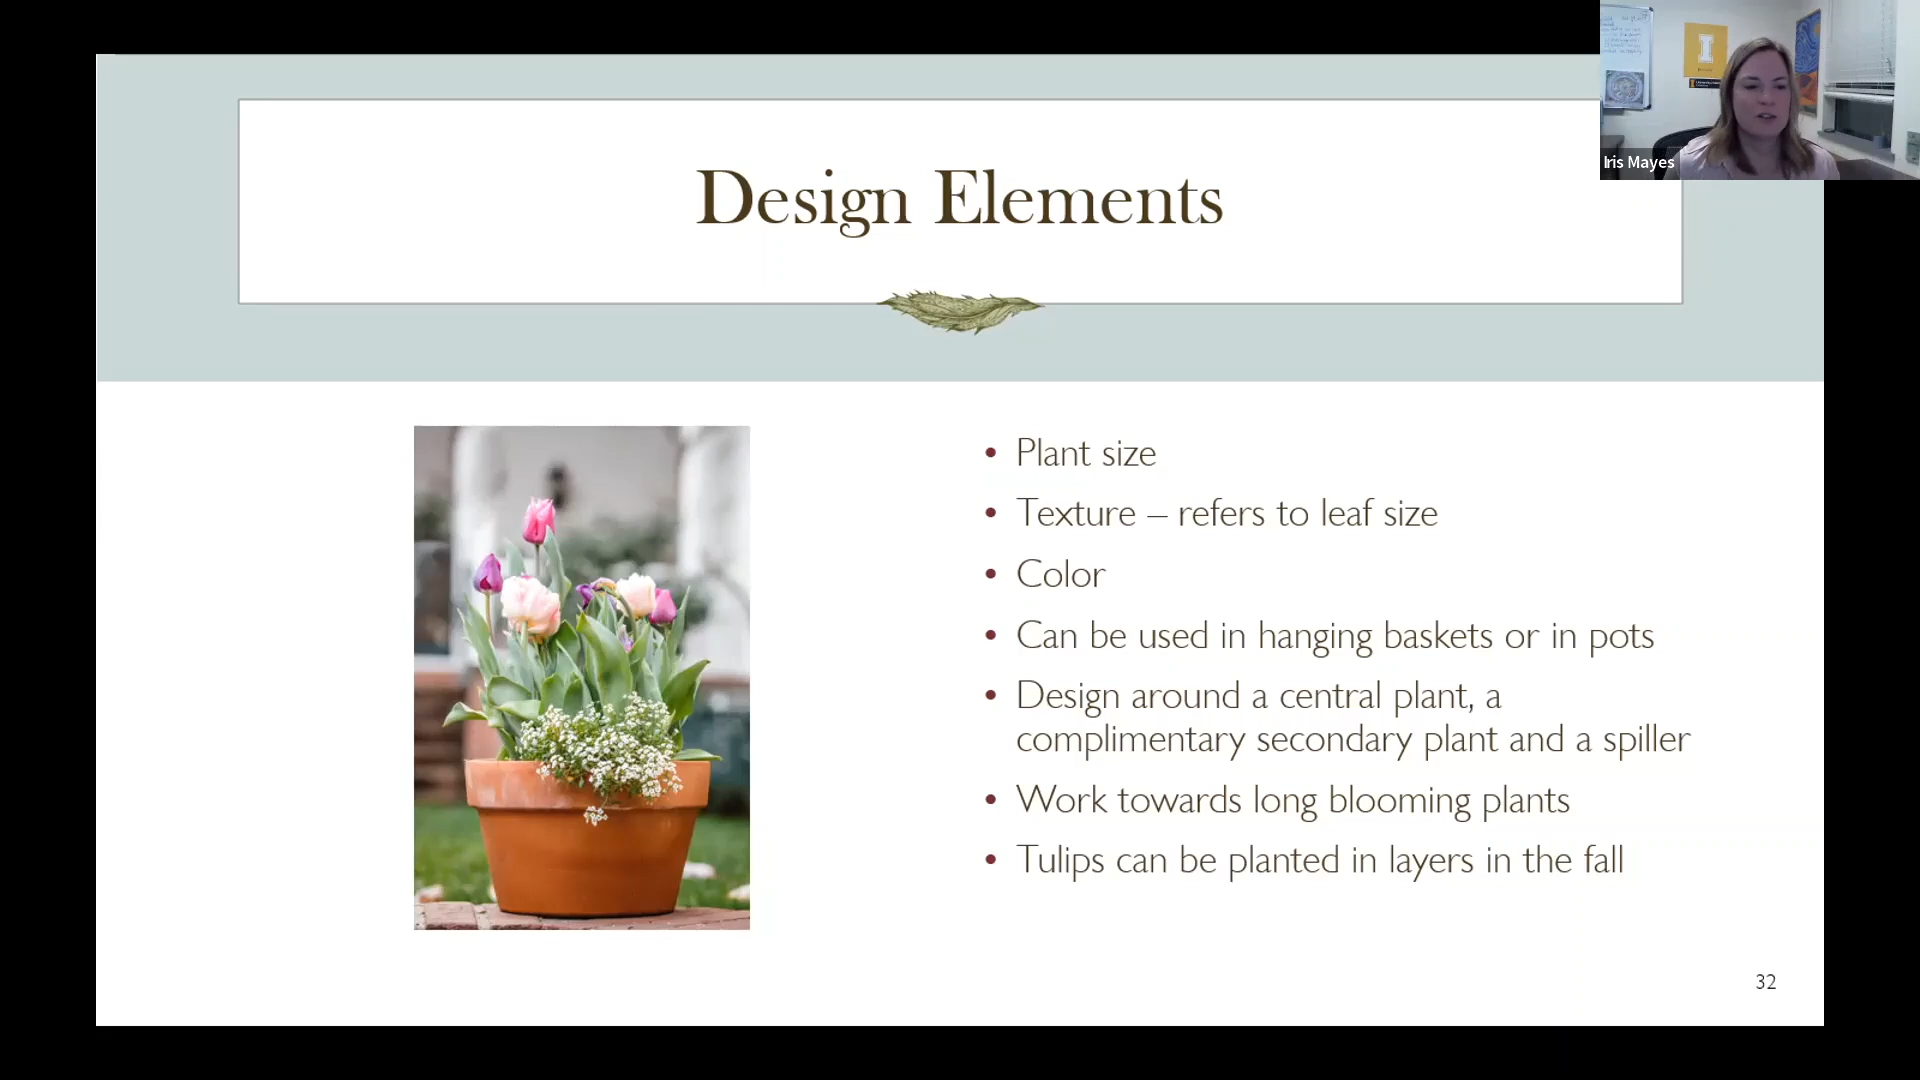 Design Elements
Iris Mayes
• Plant size
• Texture – refers to leaf size
• Color
• Can be used in hanging baskets or in pots
• Design around a central plant, a
complimentary secondary plant and a spiller
• Work towards long blooming plants
• Tulips can be planted in layers in the fall
32
I